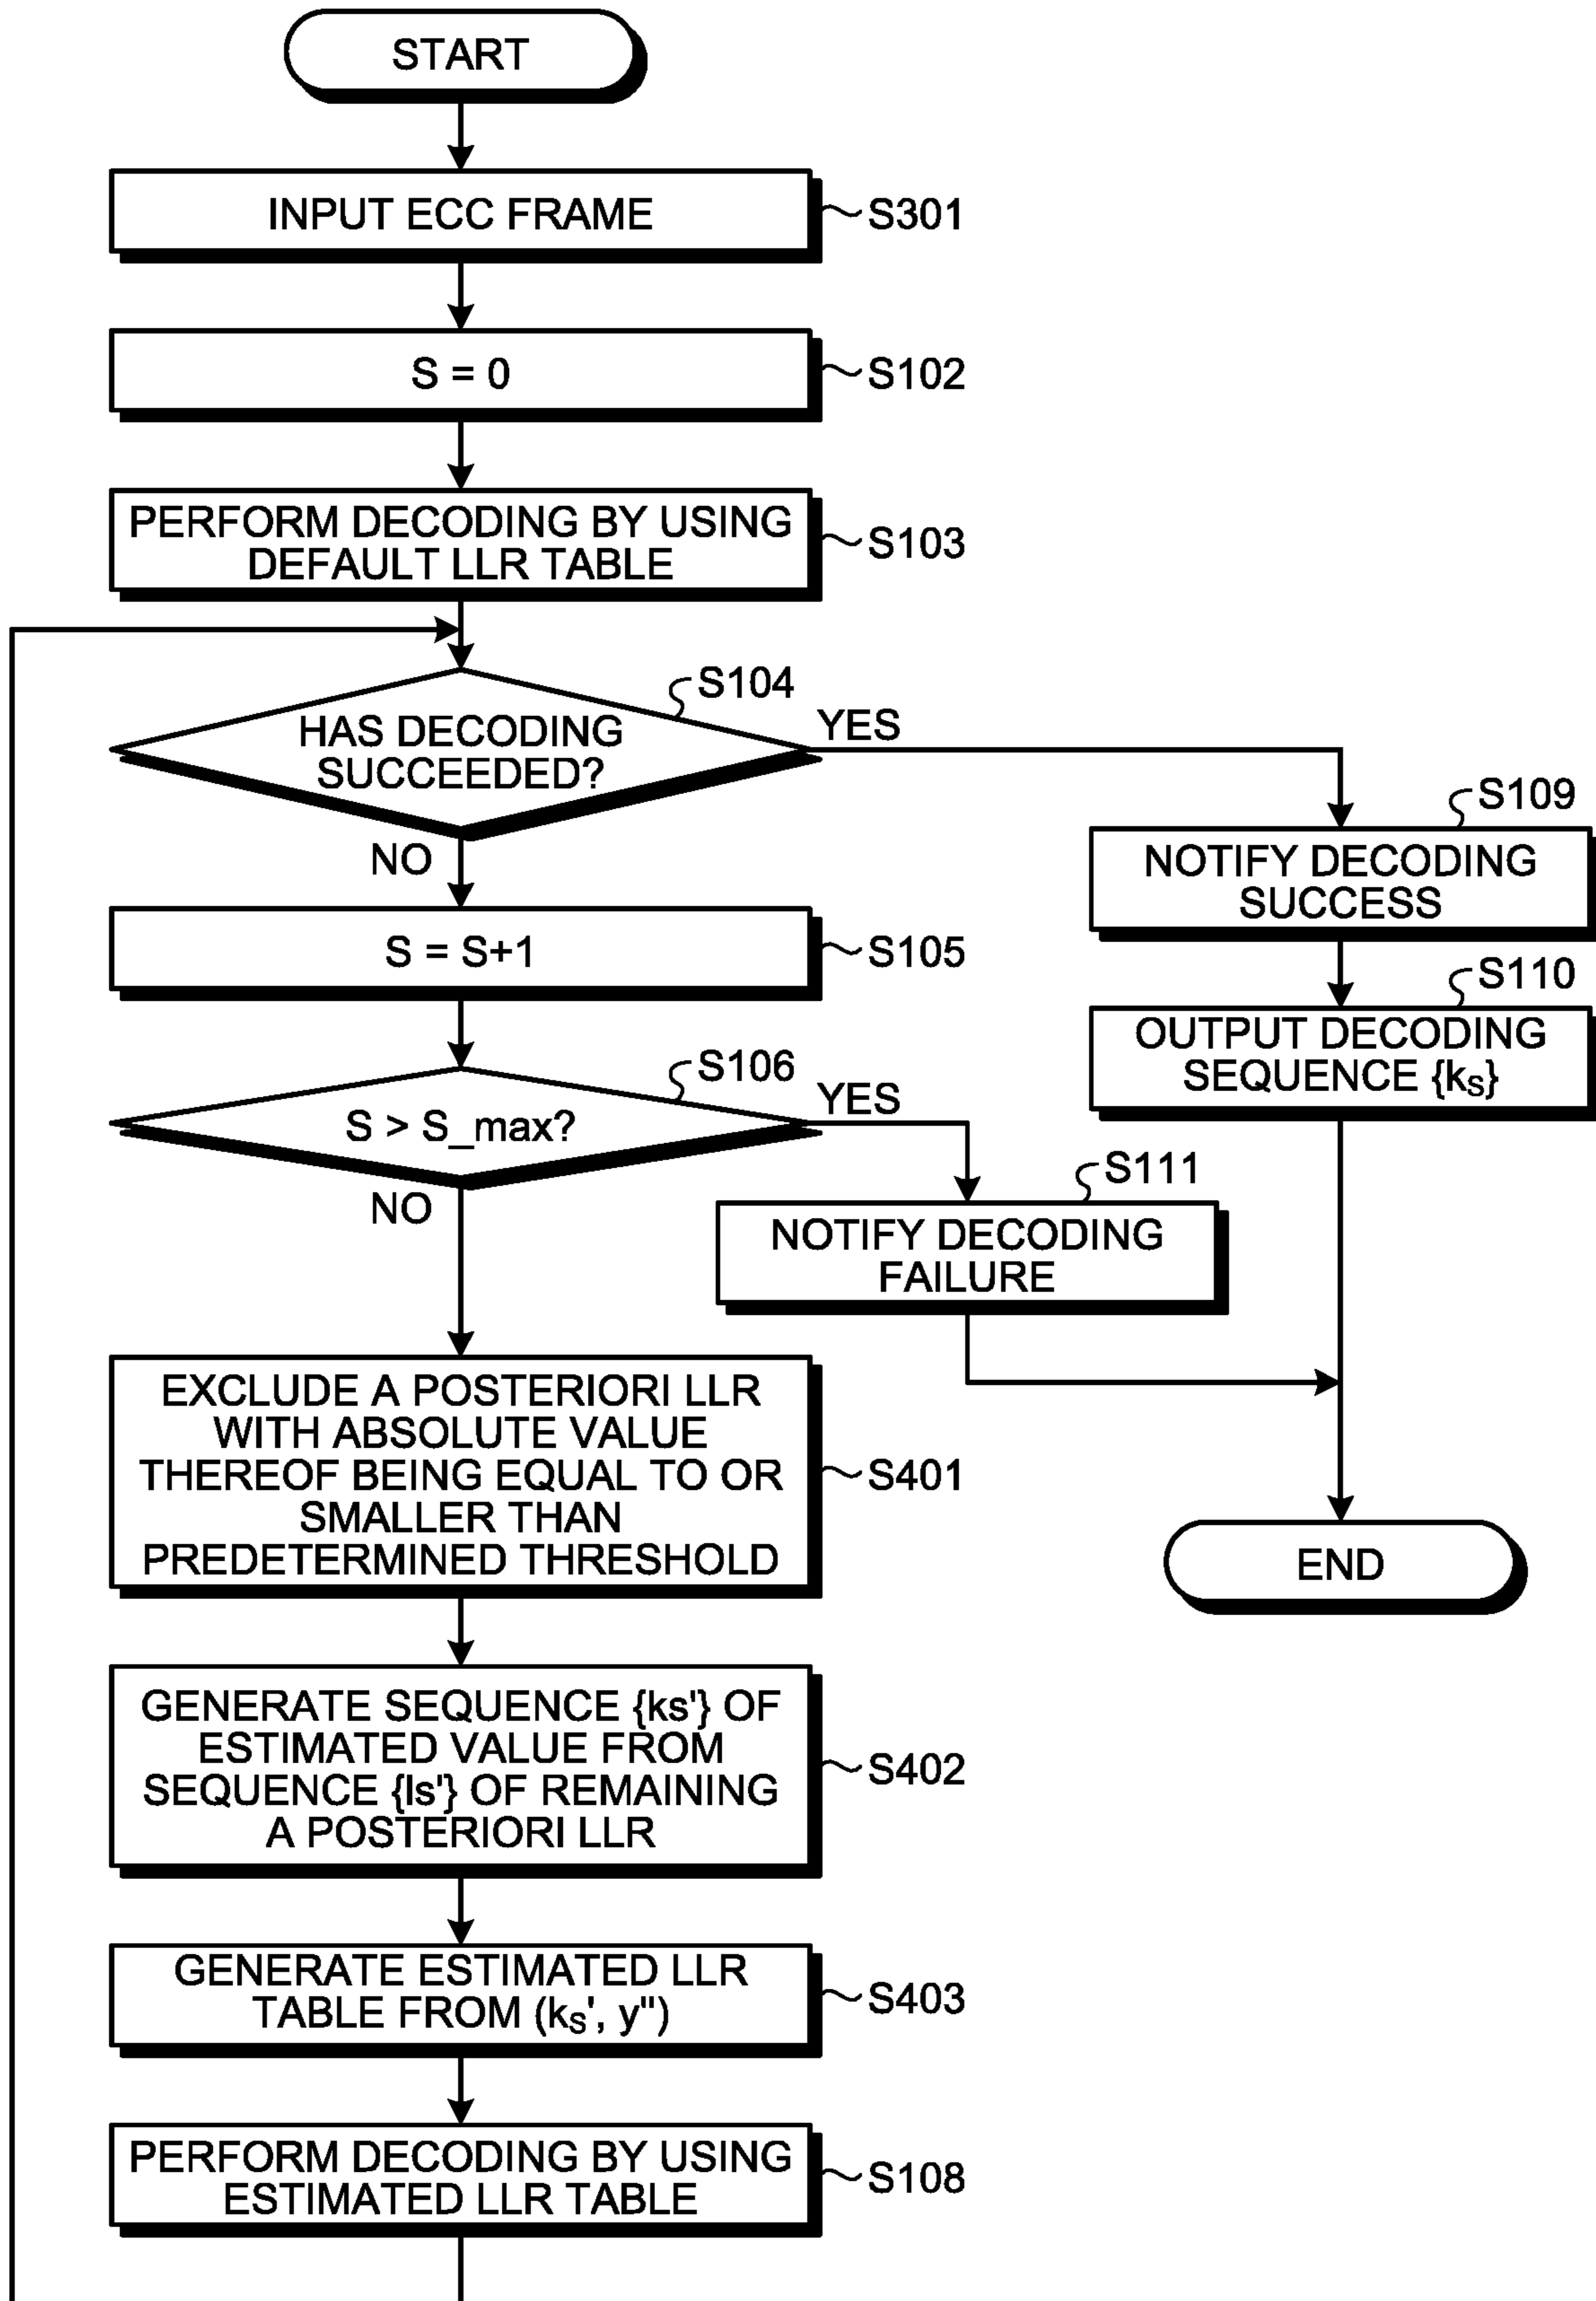 START
INPUT ECC FRAME
S301
S = 0
S102
PERFORM DECODING BY USING
DEFAULT LLR TABLE
S103
HAS DECODING
SUCCEEDED?
S104
YES
NO
S109
NOTIFY DECODING
SUCCESS
S = S+1
S105
S110
OUTPUT DECODING
SEQUENCE {kS}
S > S_max?
S106
YES
NO
S111
NOTIFY DECODING
FAILURE
EXCLUDE A POSTERIORI LLR
WITH ABSOLUTE VALUE
THEREOF BEING EQUAL TO OR
SMALLER THAN
PREDETERMINED THRESHOLD
S401
END
GENERATE SEQUENCE {ks'} OF
ESTIMATED VALUE FROM
SEQUENCE {ls'} OF REMAINING
A POSTERIORI LLR
S402
GENERATE ESTIMATED LLR
TABLE FROM (kS', y'')
S403
PERFORM DECODING BY USING
ESTIMATED LLR TABLE
S108